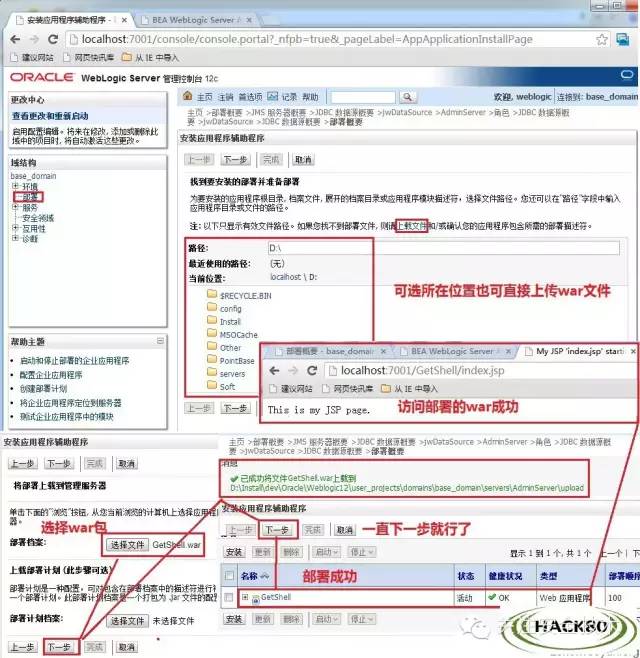 安装应用程序辅助程序
BEA WebLogic Server A
localhost:7001/console/console.portal?_nfpb=true&_pageLabel=AppApplicationInstallPage
建议网站 网页快讯库 从 IE 中导入
ORACLE WebLogic Server 管理控制台 12c
更改中心
查看更改和重新启动
启用配置编辑。将来在修改、添加或删除此域中的项目时,将自动激活这些更改。
域结构
base_domain
环境
部署
服务
安全领域
互用性
诊断
帮助主题
启动和停止部署的企业应用程序
配置企业应用程序
创建部署计划
将企业应用程序定位到服务器
测试企业应用程序中的模块
主页 注销 首选项 记录 帮助
欢迎, weblogic 连接到: base_domain
主页 >部署概要 >JMS 服务器概要 >JDBC 数据源概要 >jwDataSource >AdminServer >角色 >JDBC 数据源概要 >jwDataSource >JDBC 数据源概要 >部署概要
安装应用程序辅助程序
上一步 下一步 完成 取消
找到要安装的部署并准备部署
为要安装的应用程序根目录, 档案文件, 展开的档案目录或应用程序模块描述符, 选择文件路径。您还可以在"路径"字段中输入应用程序目录或文件的路径。
注: 以下只显示有效文件路径。如果您找不到部署文件, 则请上载文件和/或确认您的应用程序包含所需的部署描述符。
路径: D:\
最近使用的路径: (无)
当前位置: localhost \ D:
$RECYCLE.BIN
config
Install
MSOCache
Other
PointBase
servers
Soft
上一步 下一步
可选所在位置也可直接上传war文件
部署概要 - base_domain
BEA WebLogic Server A
My JSP 'index.jsp' starti
localhost:7001/GetShell/index.jsp
建议网站 网页快讯库 从 IE 中导入
This is my JSP page.
访问部署的war成功
安装应用程序辅助程序
上一步 下一步 完成 取消
将部署上载到管理服务器
单击下面的"浏览"按钮, 从您当前浏览的计算机上选择应用程
选择war包
部署档案: 选择文件 GetShell.war
上载部署计划 (此步骤可选)
部署计划是一种配置, 可对包含在部署档案中的描述符进行补
一个部署计划。此部署计划档案是一个打包为 .jar 文件的配置
部署计划档案: 选择文件 未选择文件
上一步 下一步 完成 取消
>部署概要 >JMS 服务器概要 >JDBC 数据源概要 >jwDataSource >AdminServer >角色 >JDBC
数据源概要 >jwDataSource >JDBC 数据源概要 >部署概要
消息
已成功将文件GetShell.war上载到
D:\Install\dev\Oracle\Weblogic12\user_projects\domains\base_domain\servers\AdminServer\upload
安装应用程序辅助程序
上一步 下一步 完成 取消
一直下一步就行了
安装 更新 删除 启动 停止
显示 1 到 1, 共 1 个 上一个 下
部署成功
名称 状态 健康状况 类型 部署顺序
GetShell 活动 OK Web 应用程序 100
安装 更新 删除 启动 停止
HACK80